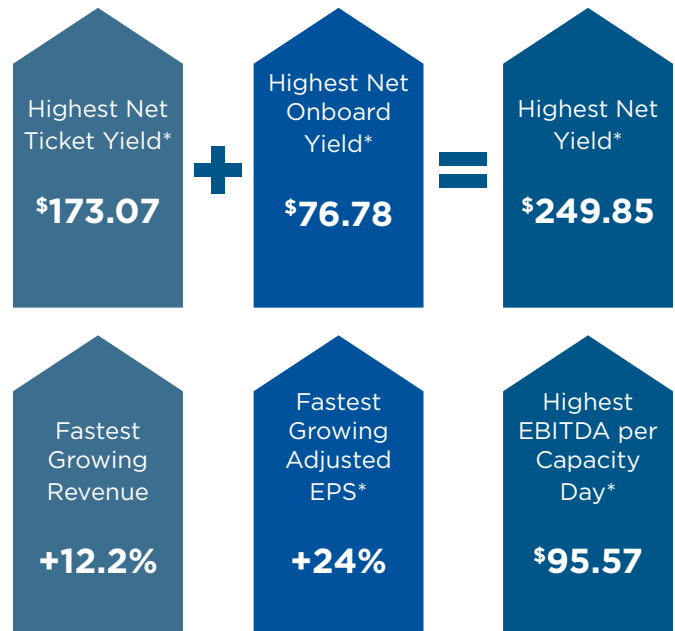 Highest Net
Ticket Yield*
$173.07
+
Highest Net
Onboard
Yield*
$76.78
=
Highest Net
Yield*
$249.85
Fastest
Growing
Revenue
+12.2%
Fastest
Growing
Adjusted
EPS*
+24%
Highest
EBITDA per
Capacity
Day*
$95.57